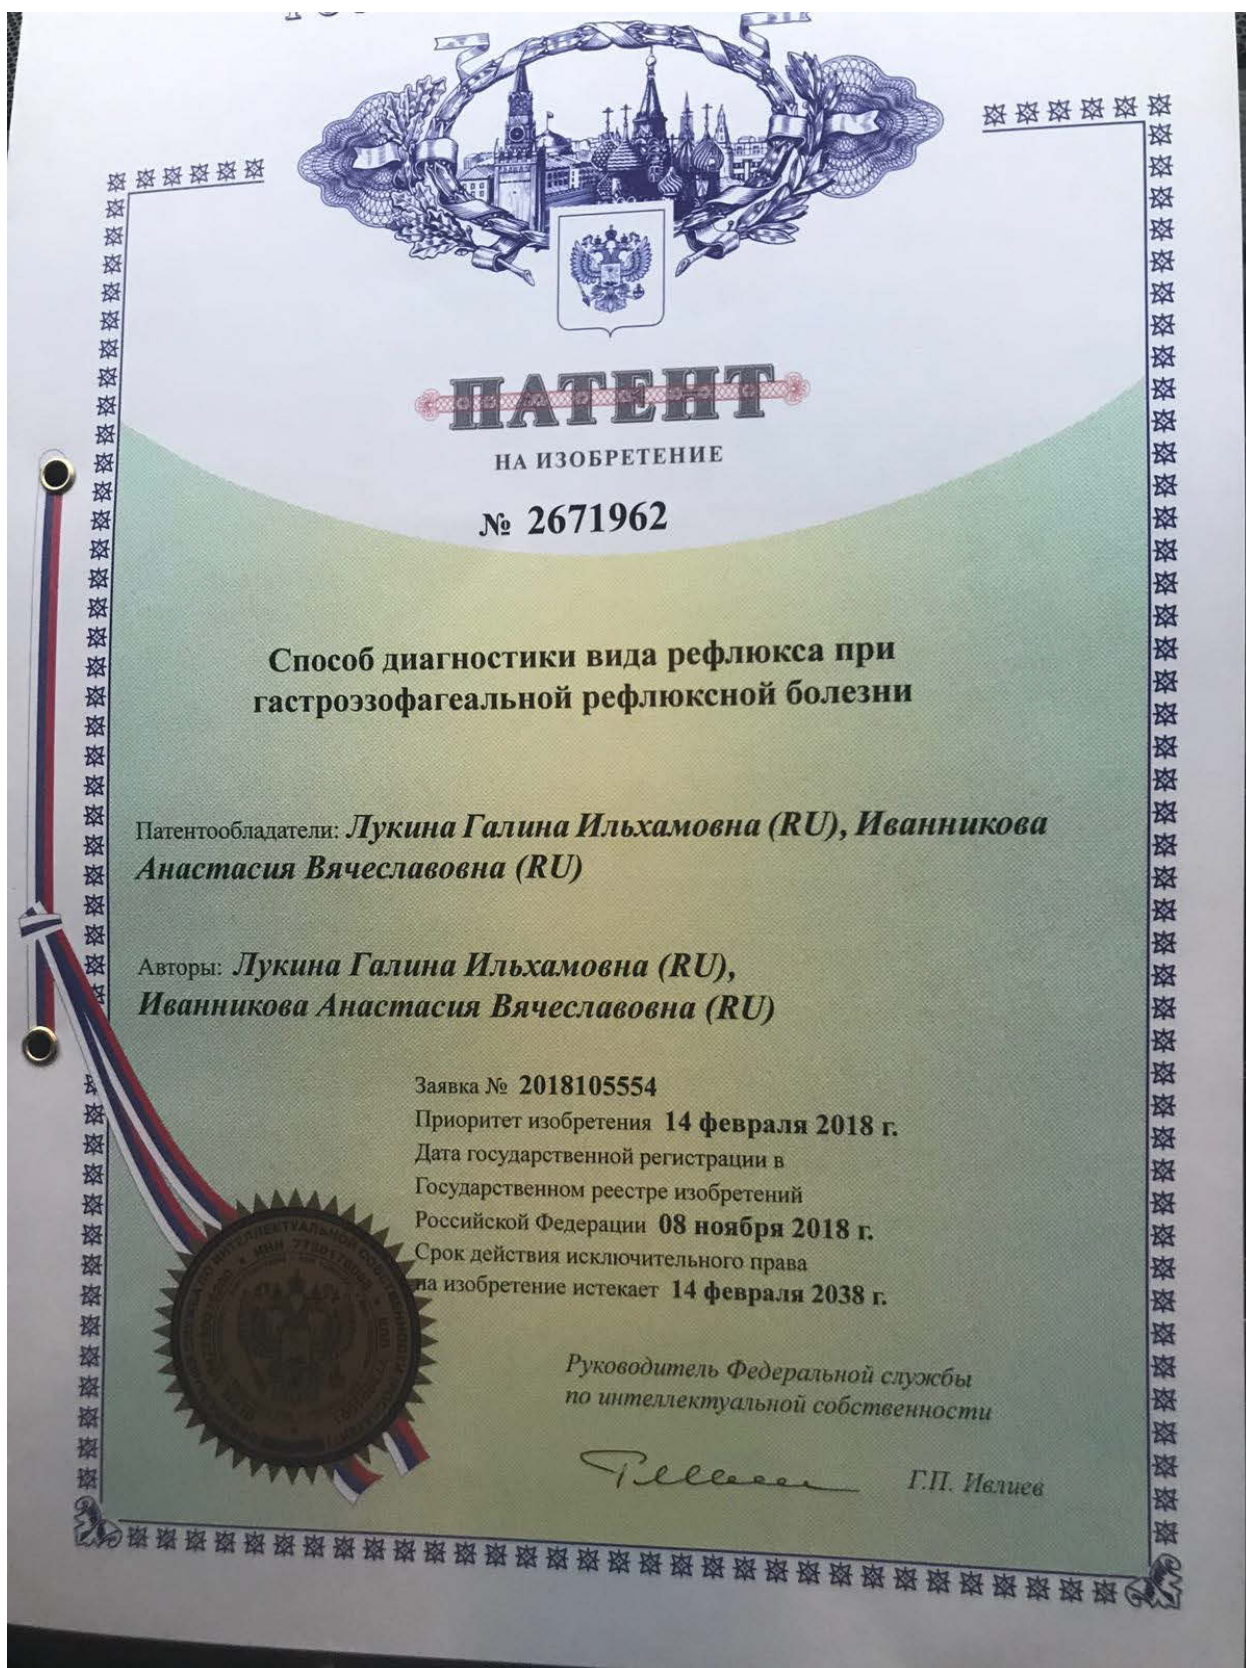 ПАТЕНТ
НА ИЗОБРЕТЕНИЕ
№ 2671962
Способ диагностики вида рефлюкса при
гастроэзофагеальной рефлюксной болезни
Патентообладатели: Лукина Галина Ильхамовна (RU), Иванникова
Анастасия Вячеславовна (RU)
Авторы: Лукина Галина Ильхамовна (RU),
Иванникова Анастасия Вячеславовна (RU)
Заявка № 2018105554
Приоритет изобретения 14 февраля 2018 г.
Дата государственной регистрации в
Государственном реестре изобретений
Российской Федерации 08 ноября 2018 г.
Срок действия исключительного права
на изобретение истекает 14 февраля 2038 г.
Руководитель Федеральной службы
по интеллектуальной собственности
Г.П. Ивлиев